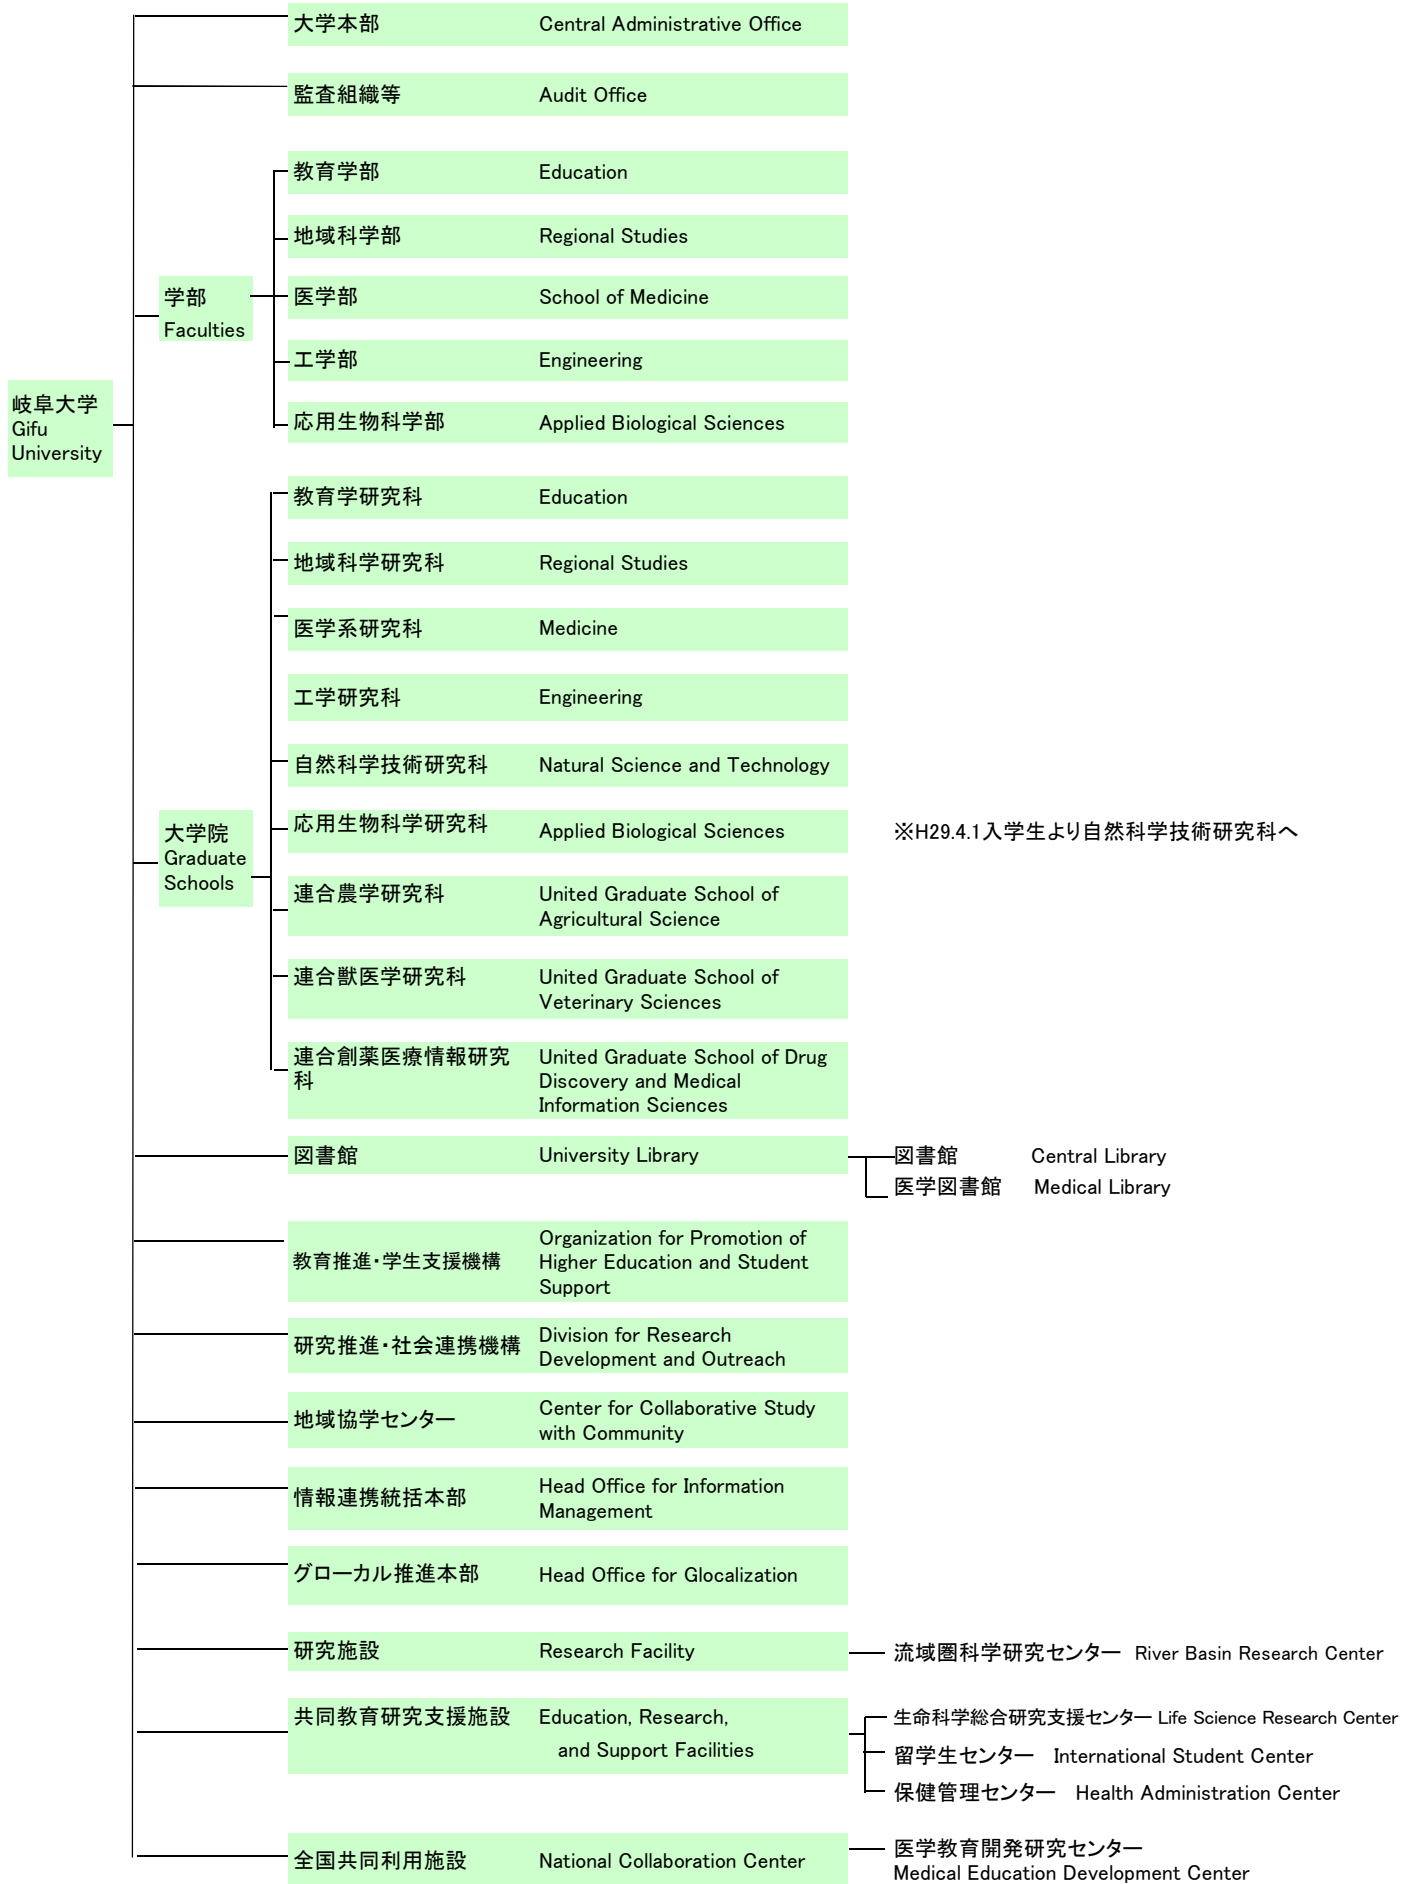 大学本部 Central Administrative Office
監査組織等 Audit Office
教育学部 Education
地域科学部 Regional Studies
学部
Faculties
医学部 School of Medicine
工学部 Engineering
応用生物科学部 Applied Biological Sciences
岐阜大学
Gifu
University
教育学研究科 Education
地域科学研究科 Regional Studies
医学系研究科 Medicine
工学研究科 Engineering
自然科学技術研究科 Natural Science and Technology
大学院
Graduate
Schools
応用生物科学研究科 Applied Biological Sciences ※H29.4.1入学生より自然科学技術研究科へ
連合農学研究科 United Graduate School of
Agricultural Science
連合獣医学研究科 United Graduate School of
Veterinary Sciences
連合創薬医療情報研究 United Graduate School of Drug
科 Discovery and Medical
Information Sciences
図書館 University Library 図書館 Central Library
医学図書館 Medical Library
教育推進・学生支援機構 Organization for Promotion of
Higher Education and Student
Support
研究推進・社会連携機構 Division for Research
Development and Outreach
地域協学センター Center for Collaborative Study
with Community
情報連携統括本部 Head Office for Information
Management
グローカル推進本部 Head Office for Glocalization
研究施設 Research Facility 流域圏科学研究センター River Basin Research Center
共同教育研究支援施設 Education, Research, 生命科学総合研究支援センター Life Science Research Center
and Support Facilities 留学生センター International Student Center
保健管理センター Health Administration Center
全国共同利用施設 National Collaboration Center 医学教育開発研究センター
Medical Education Development Center